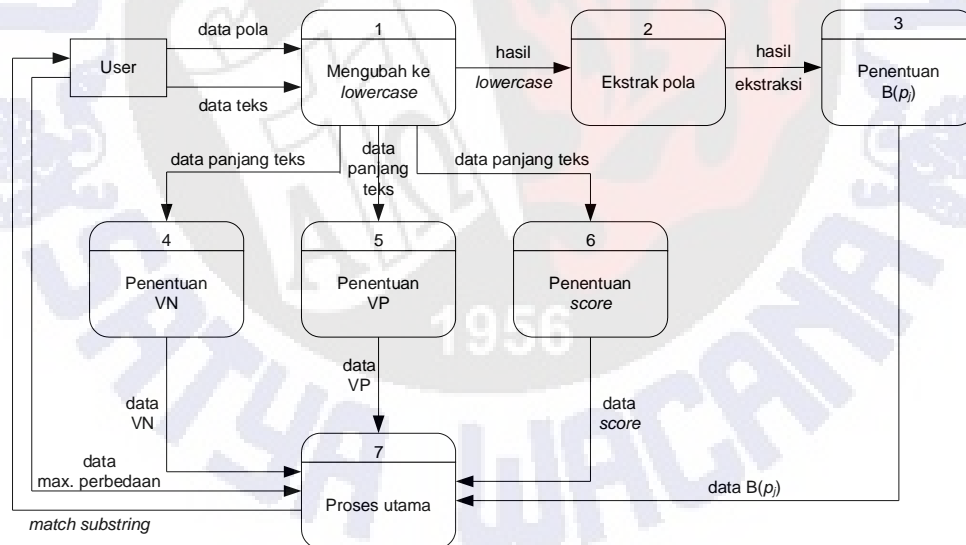 data pola
User
data teks
1
Mengubah ke
lowercase
hasil
lowercase
2
Ekstrak pola
hasil
ekstraksi
3
Penentuan
B(pj)
data panjang teks
data
panjang
teks
data panjang teks
4
Penentuan
VN
5
Penentuan
VP
6
Penentuan
score
1956
data
VN
data
VP
data
score
data
max. perbedaan
7
Proses utama
data B(pj)
match substring
SATYA WACANA